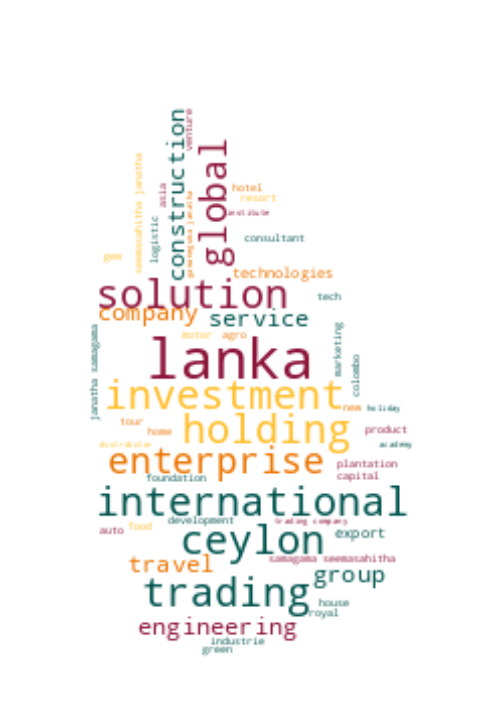 venture
construction
global
seemasahitha janatha
asia
hotel
resort
gamaagama janatha
institute
logistic
consultant
gem
technologies
solution
tech
company
service
motor
agro
marketing
janatha samagama
lanka
colombo
investment
new
holiday
tour
holding
product
home
distributor
academy
enterprise
plantation
capital
foundation
international
development
trading company
auto
food
ceylon
export
travel
samagama seemasahitha
group
trading
house
royal
engineering
industrie
green